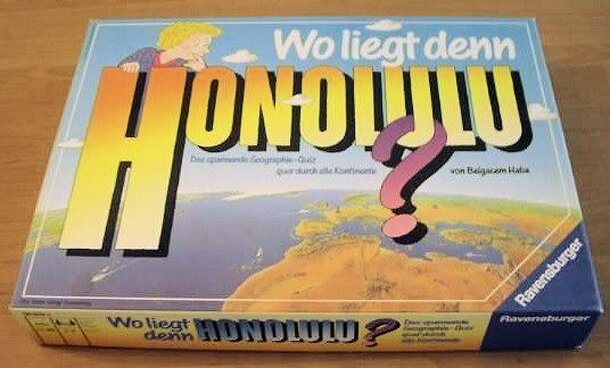 Wo liegt denn
HONOLULU
?
Das spannende Geographie-Quiz
quer durch alle Kontinente
von Belgacem Haba
Ravensburger
Wo liegt
denn
HONOLULU
?
Das spannende
Geographie-Quiz
quer durch
alle Kontinente
Ravensburger